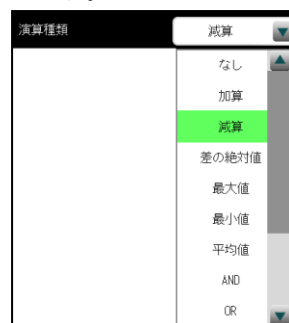 演算種類 減算
なし
加算
減算
差の絶対値
最大値
最小値
平均値
AND
OR